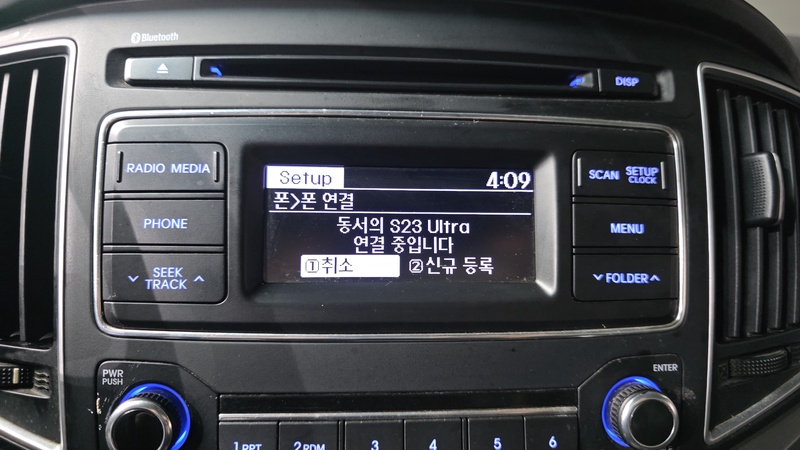 Bluetooth
DISP
RADIO MEDIA
Setup 4:09
SCAN SETUP
CLOCK
폰>폰 연결
PHONE
동서의 S23 Ultra
MENU
연결 중입니다
SEEK
TRACK
①취소 ②신규 등록
FOLDER
PWR
PUSH
ENTER
1 RPT 2 RDM 3 4 5 6